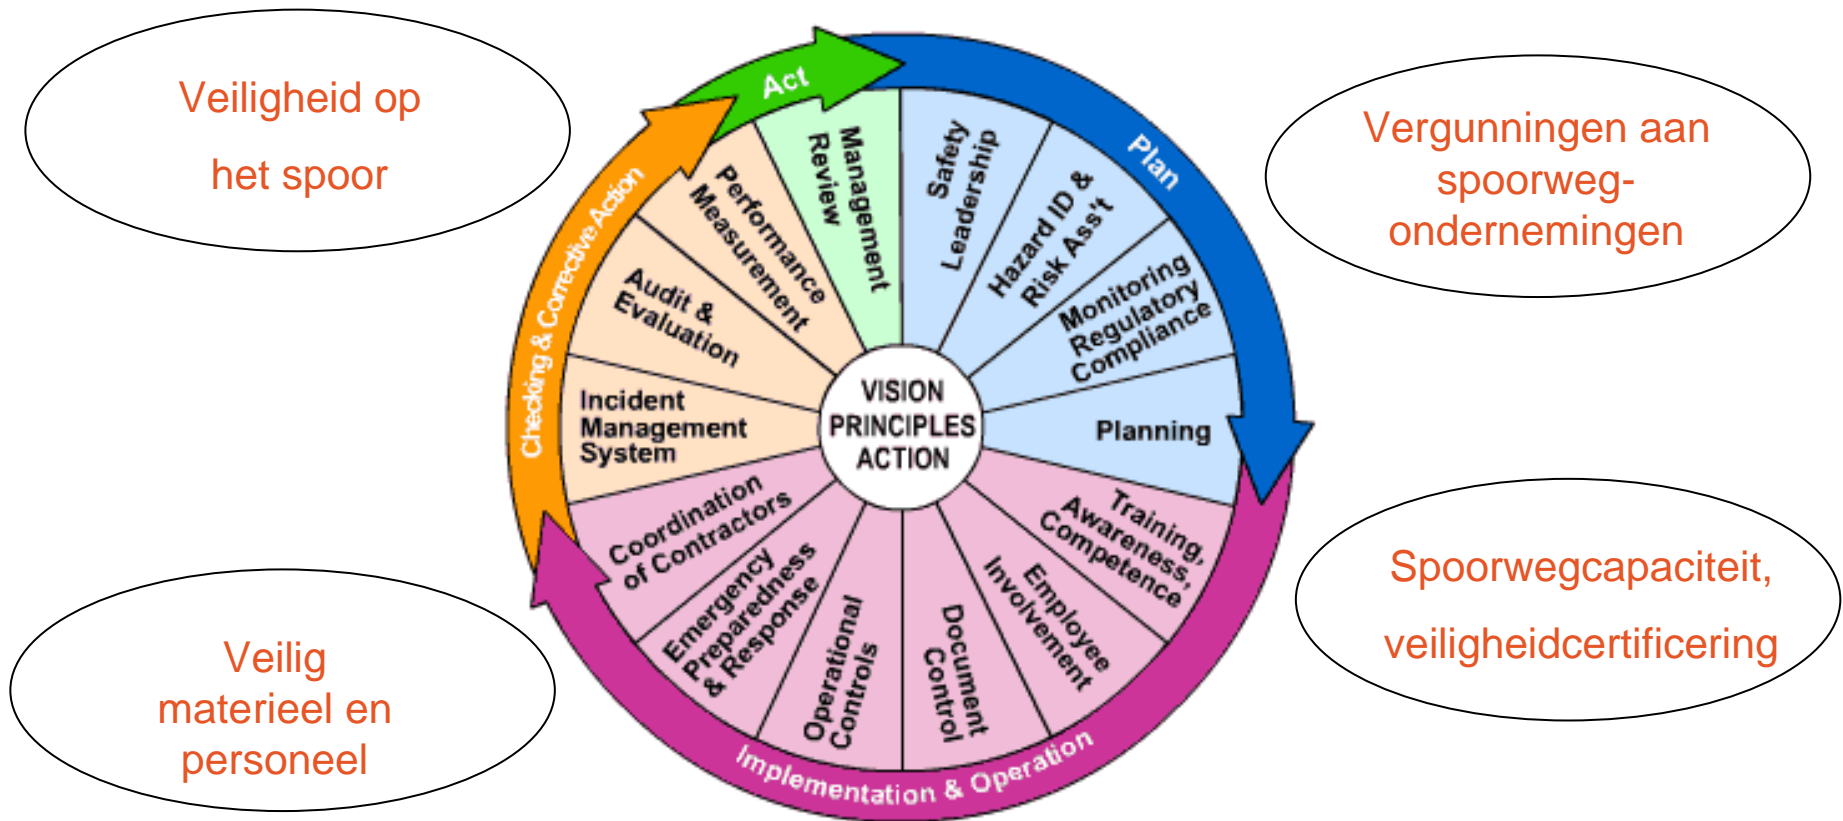 Veiligheid op
het spoor
Vergunningen aan
spoorweg-
ondernemingen
Spoorwegcapaciteit,
veiligheidcertificering
Veilig
materieel en
personeel
Act
Plan
Implementation & Operation
Checking & Corrective Action
VISION
PRINCIPLES
ACTION
Safety
Leadership
Hazard ID &
Risk Ass't
Monitoring
Regulatory
Compliance
Planning
Training,
Awareness,
Competence
Employee
Involvement
Document
Control
Operational
Controls
Emergency
Preparedness
& Response
Coordination
of Contractors
Incident
Management
System
Audit &
Evaluation
Performance
Measurement
Management
Review